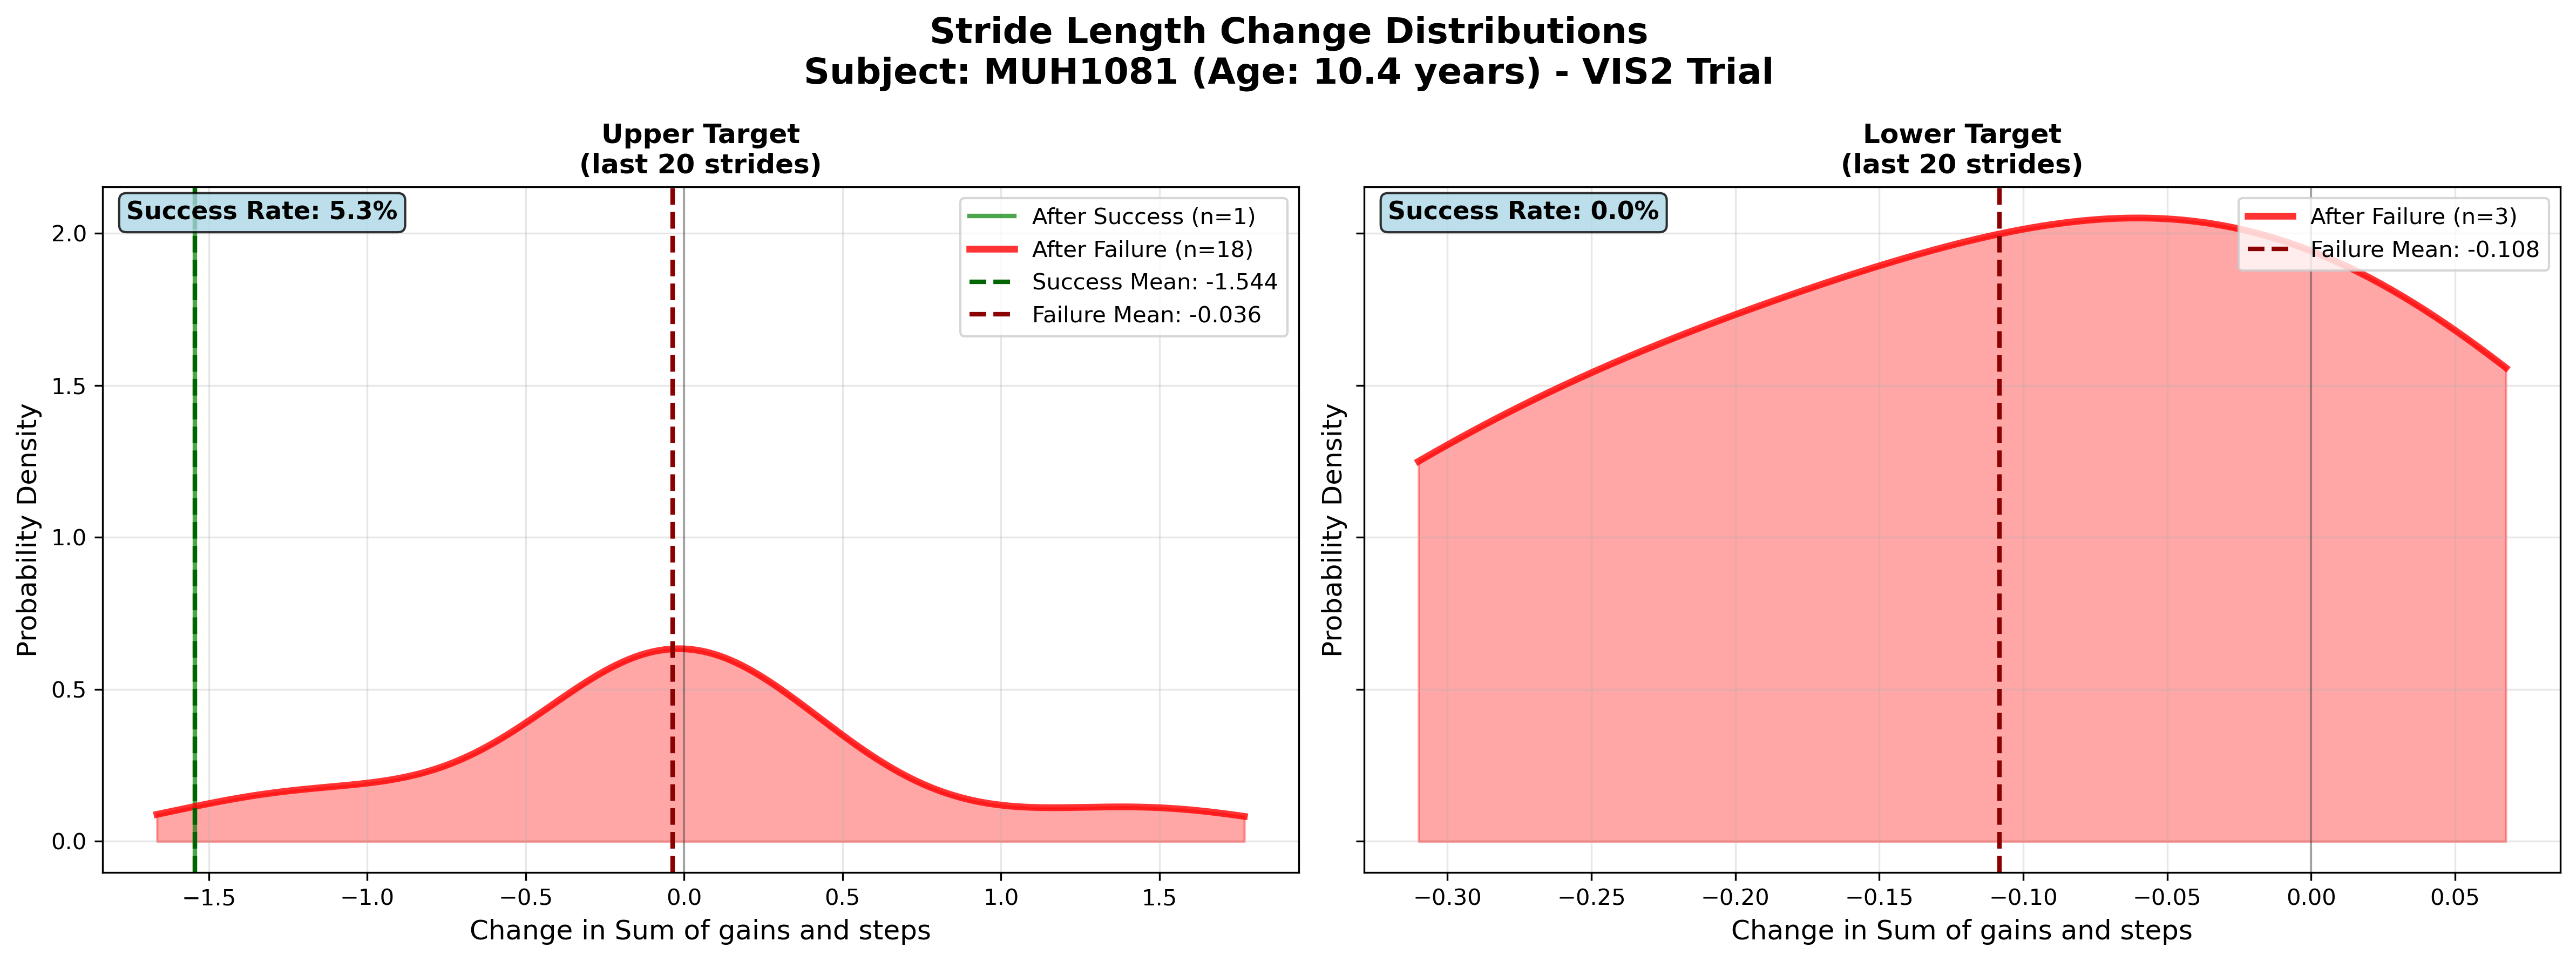 Stride Length Change Distributions
Subject: MUH1081 (Age: 10.4 years) - VIS2 Trial
Upper Target
(last 20 strides)
Success Rate: 5.3%
After Success (n=1)
After Failure (n=18)
Success Mean: -1.544
Failure Mean: -0.036
Probability Density
2.0
1.5
1.0
0.5
0.0
−1.5 −1.0 −0.5 0.0 0.5 1.0 1.5
Change in Sum of gains and steps
Lower Target
(last 20 strides)
Success Rate: 0.0%
After Failure (n=3)
Failure Mean: -0.108
Probability Density
−0.30 −0.25 −0.20 −0.15 −0.10 −0.05 0.00 0.05
Change in Sum of gains and steps